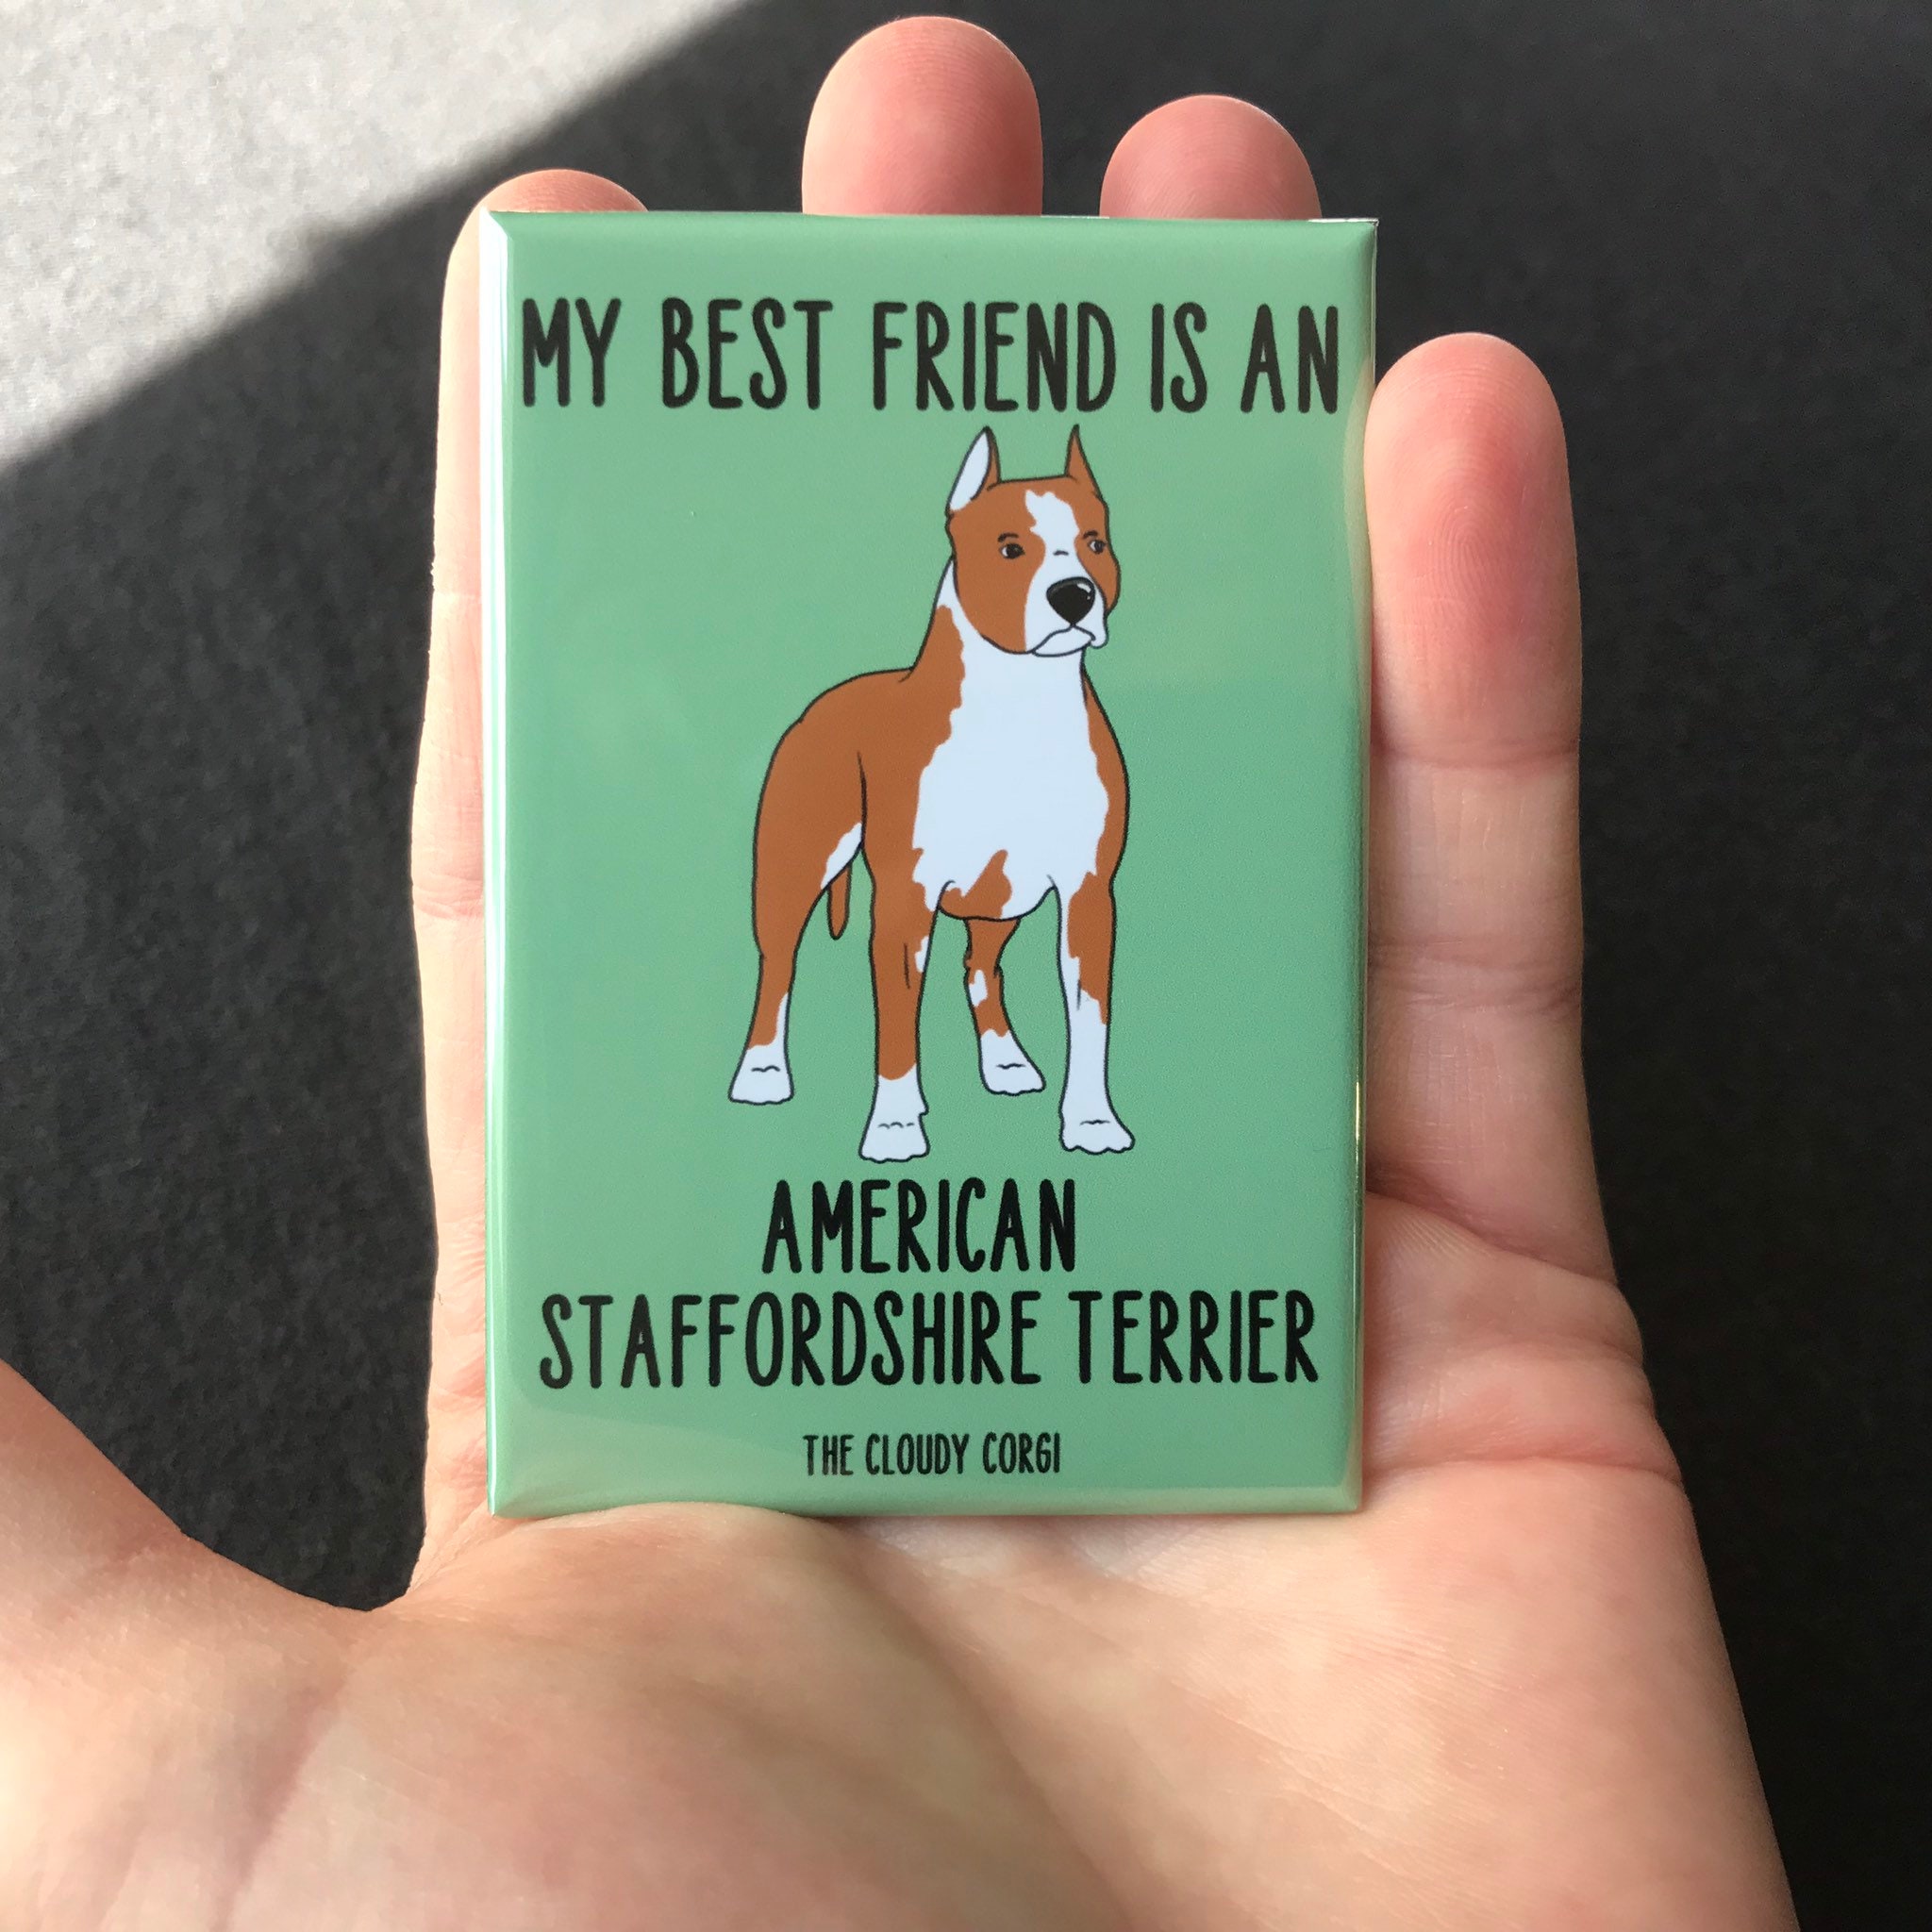 MY BEST FRIEND IS AN
AMERICAN
STAFFORDSHIRE TERRIER
THE CLOUDY CORGI